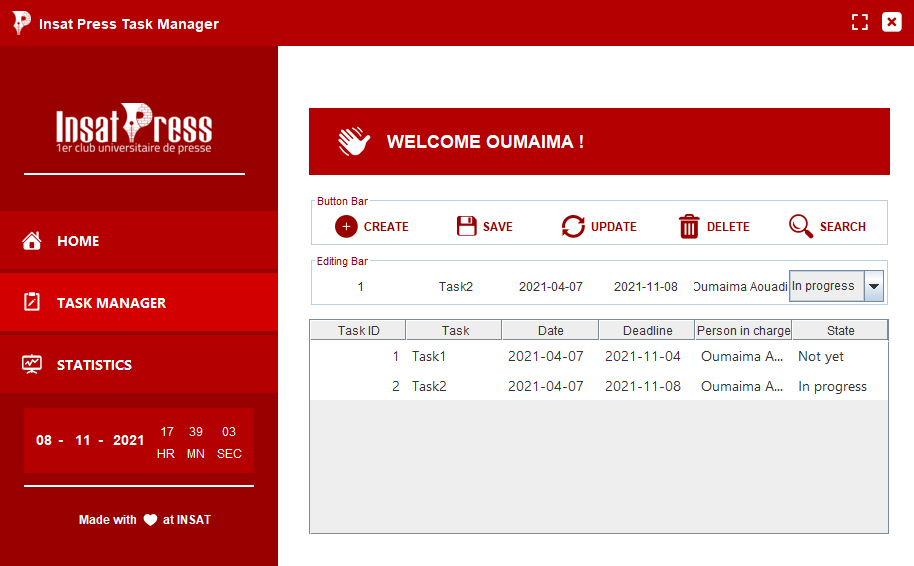 Insat Press Task Manager
Insat Press
1er club universitaire de presse
HOME
TASK MANAGER
STATISTICS
08 - 11 - 2021
17 39 03
HR MN SEC
Made with at INSAT
WELCOME OUMAIMA !
Button Bar
CREATE SAVE UPDATE DELETE SEARCH
Editing Bar
1 Task2 2021-04-07 2021-11-08 Oumaima Aouadi In progress
Task ID Task Date Deadline Person in charge State
1 Task1 2021-04-07 2021-11-04 Oumaima A... Not yet
2 Task2 2021-04-07 2021-11-08 Oumaima A... In progress